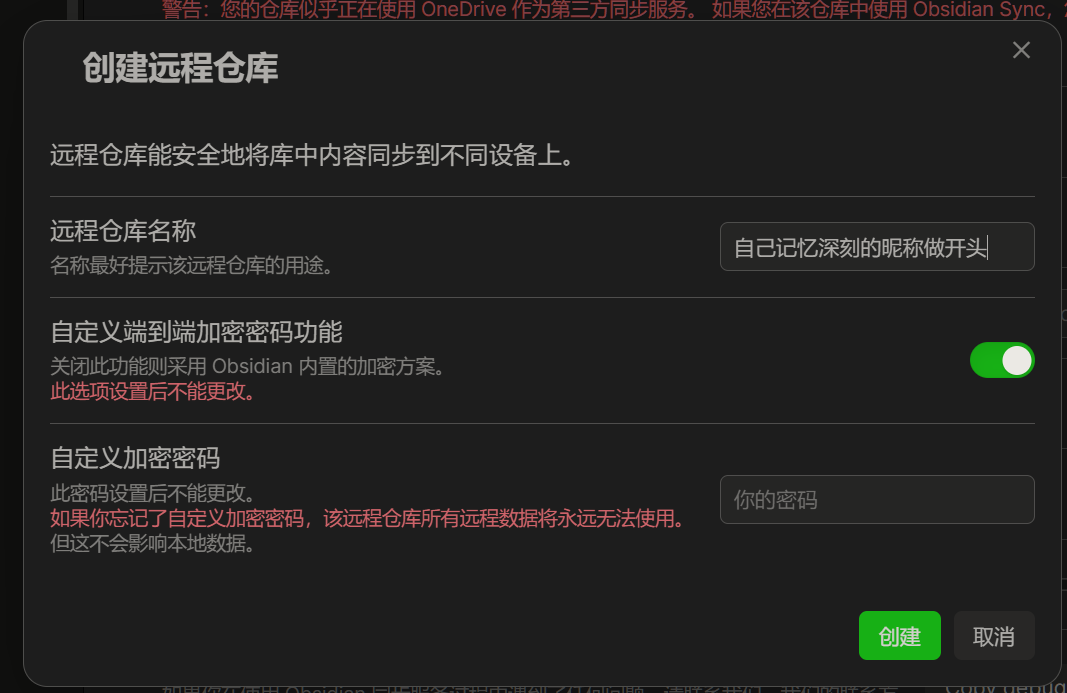 警告：您的仓库似乎正在使用 OneDrive 作为第三方同步服务。 如果您在该仓库中使用 Obsidian Sync，
创建远程仓库
远程仓库能安全地将库中内容同步到不同设备上。
远程仓库名称
名称最好提示该远程仓库的用途。
自己记忆深刻的昵称做开头
自定义端到端加密密码功能
关闭此功能则采用 Obsidian 内置的加密方案。
此选项设置后不能更改。
自定义加密密码
此密码设置后不能更改。
如果你忘记了自定义加密密码，该远程仓库所有远程数据将永远无法使用。
但这不会影响本地数据。
你的密码
创建
取消